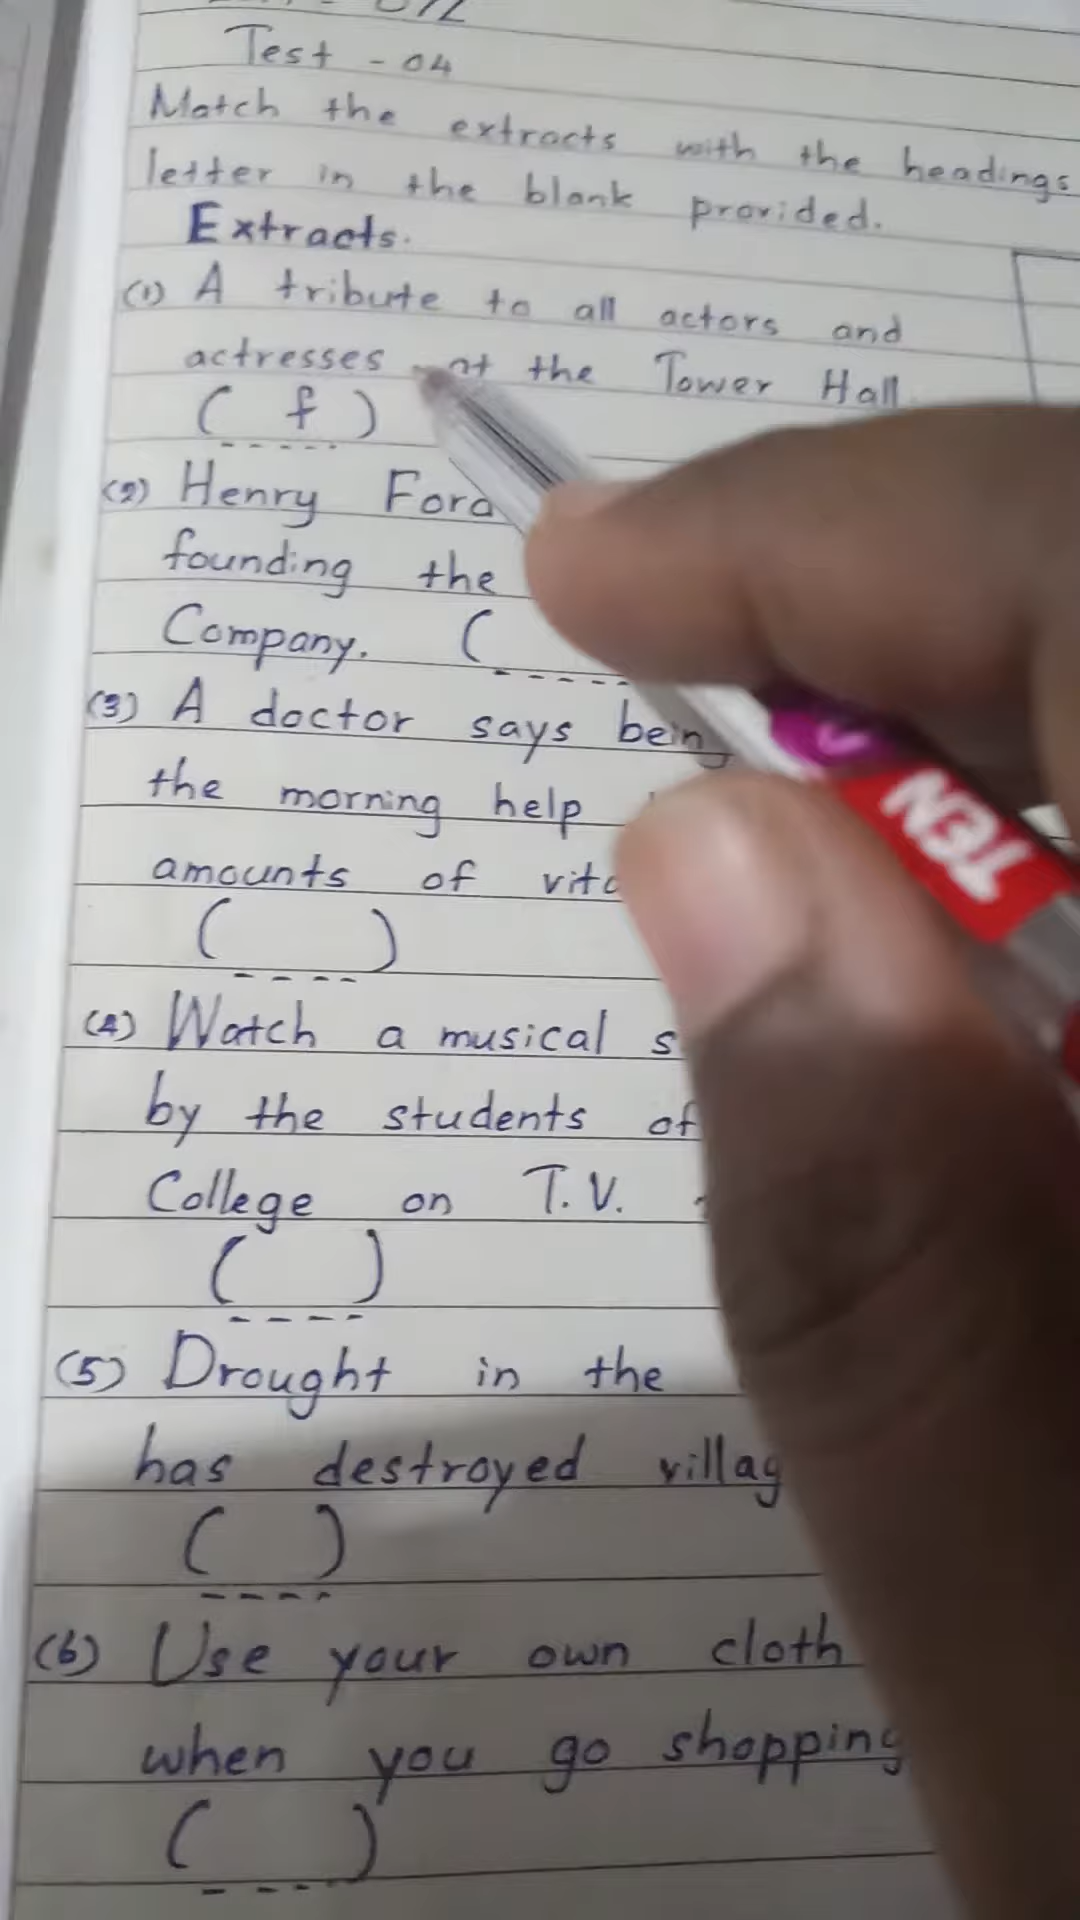 Test - 04
Match the extracts with the headings
letter in the blank provided.
Extracts.
(1) A tribute to all actors and
actresses at the Tower Hall.
( f )
(2) Henry Ford
founding the
Company. (
(3) A doctor says being
the morning help
amounts of
( )
(4) Watch a musical
by the students of
College on T.V.
( )
(5) Drought in the
has destroyed
( )
(6) Use your own cloth
when you go shopping
( )
TEN